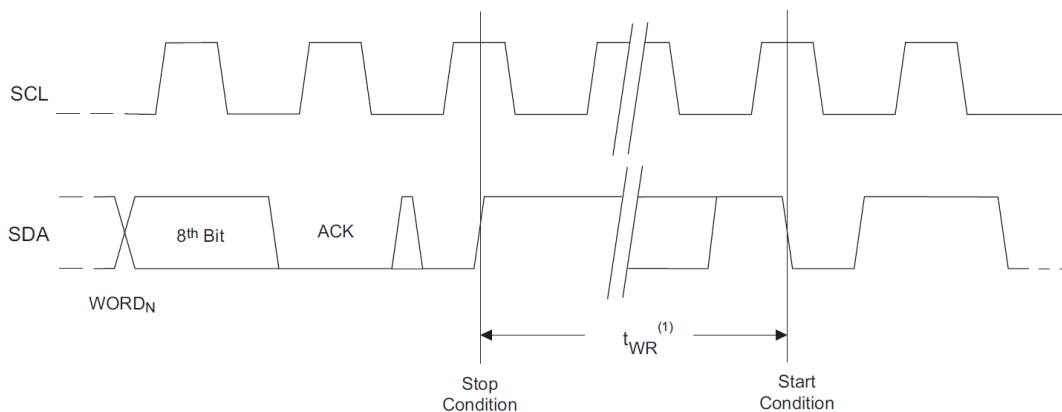 SCL
SDA
8th Bit
ACK
WORDN
tWR(1)
Stop
Condition
Start
Condition